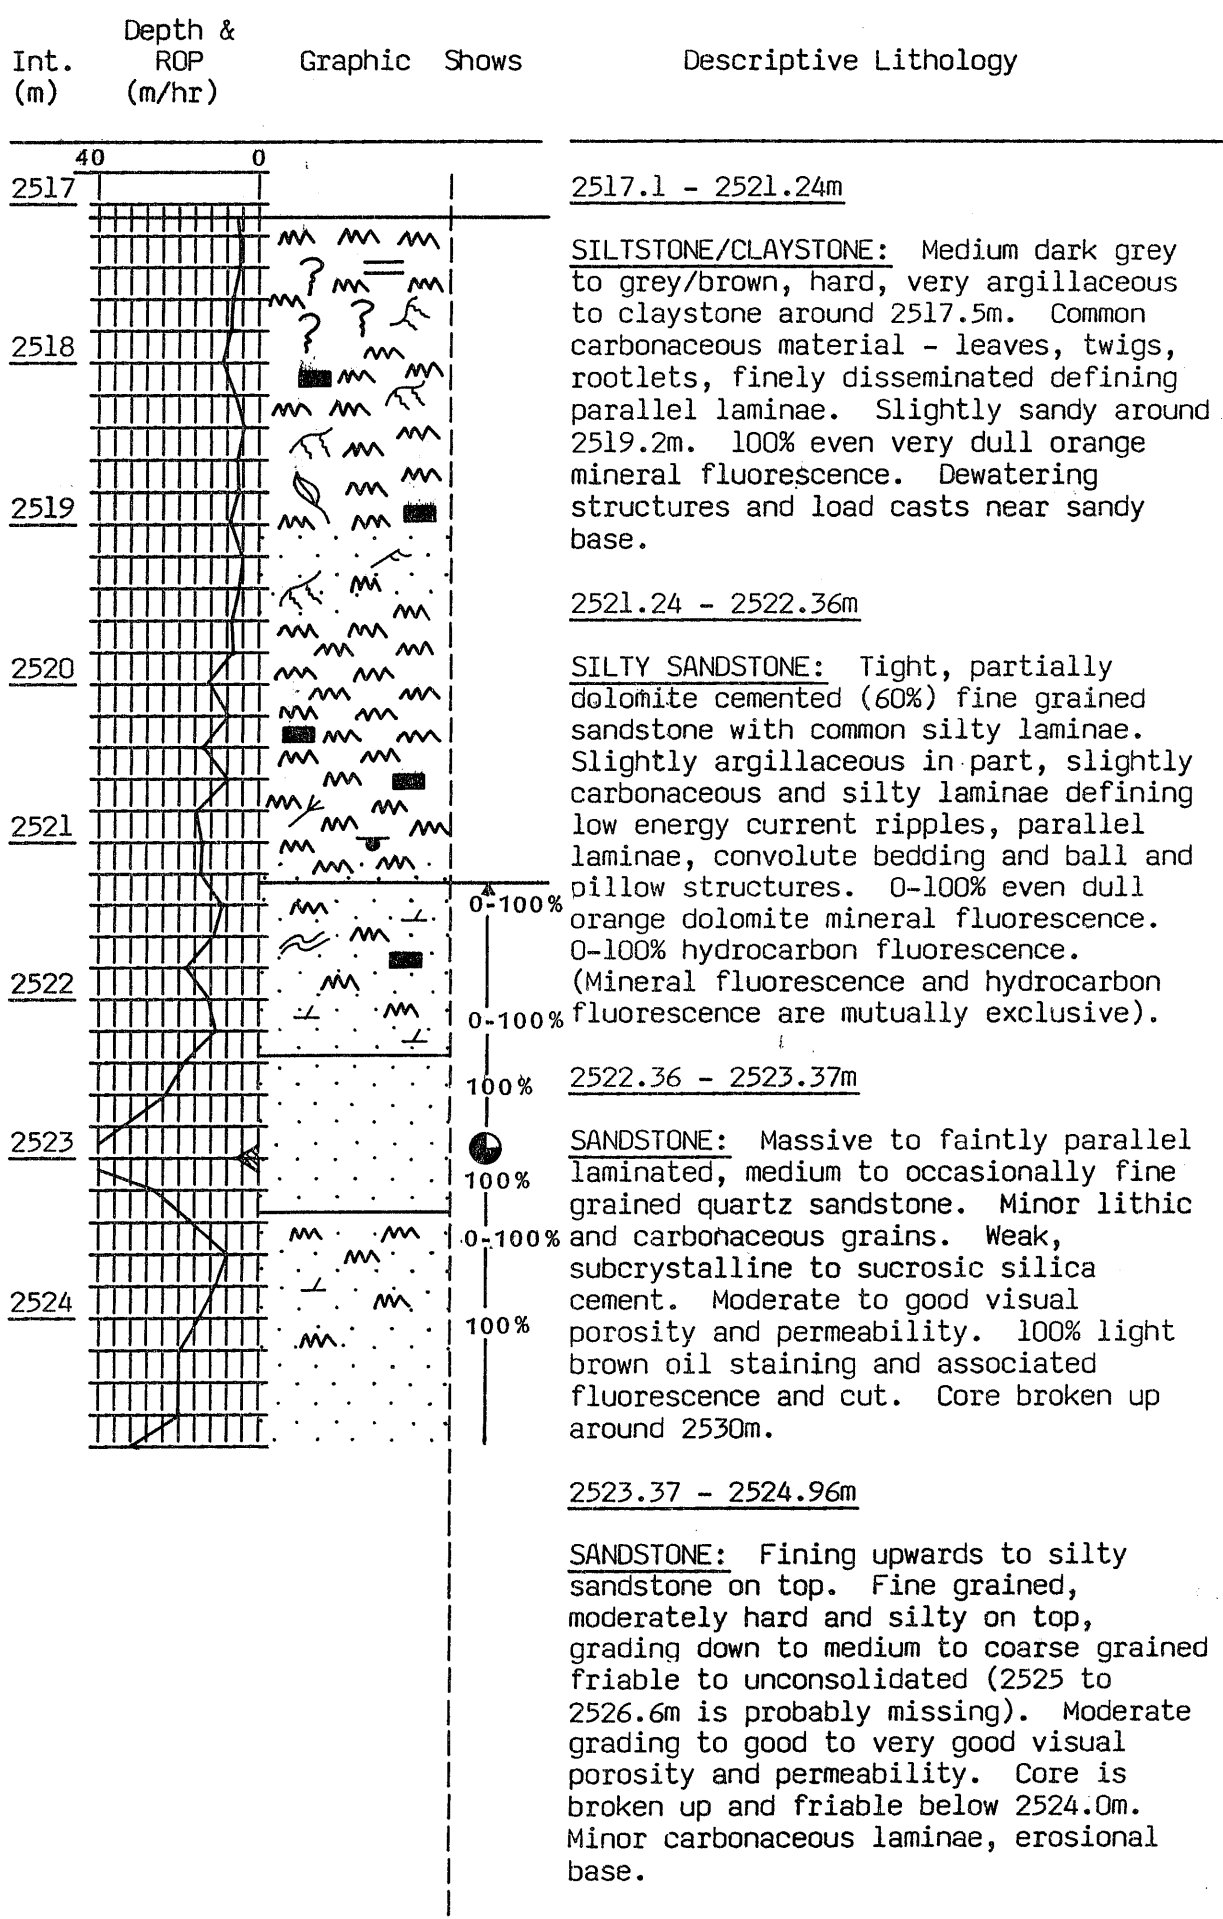 Depth &
Int. ROP Graphic Shows Descriptive Lithology
(m) (m/hr)
40 0
2517
2518
2519
2520
2521
2522
2523
2524
0-100%
0-100%
100%
100%
0-100%
100%
2517.1 - 2521.24m
SILTSTONE/CLAYSTONE: Medium dark grey
to grey/brown, hard, very argillaceous
to claystone around 2517.5m. Common
carbonaceous material - leaves, twigs,
rootlets, finely disseminated defining
parallel laminae. Slightly sandy around
2519.2m. 100% even very dull orange
mineral fluorescence. Dewatering
structures and load casts near sandy
base.
2521.24 - 2522.36m
SILTY SANDSTONE: Tight, partially
dolomite cemented (60%) fine grained
sandstone with common silty laminae.
Slightly argillaceous in part, slightly
carbonaceous and silty laminae defining
low energy current ripples, parallel
laminae, convolute bedding and ball and
pillow structures. 0-100% even dull
orange dolomite mineral fluorescence.
0-100% hydrocarbon fluorescence.
(Mineral fluorescence and hydrocarbon
fluorescence are mutually exclusive).
2522.36 - 2523.37m
SANDSTONE: Massive to faintly parallel
laminated, medium to occasionally fine
grained quartz sandstone. Minor lithic
and carbonaceous grains. Weak,
subcrystalline to sucrosic silica
cement. Moderate to good visual
porosity and permeability. 100% light
brown oil staining and associated
fluorescence and cut. Core broken up
around 2530m.
2523.37 - 2524.96m
SANDSTONE: Fining upwards to silty
sandstone on top. Fine grained,
moderately hard and silty on top,
grading down to medium to coarse grained
friable to unconsolidated (2525 to
2526.6m is probably missing). Moderate
grading to good to very good visual
porosity and permeability. Core is
broken up and friable below 2524.0m.
Minor carbonaceous laminae, erosional
base.